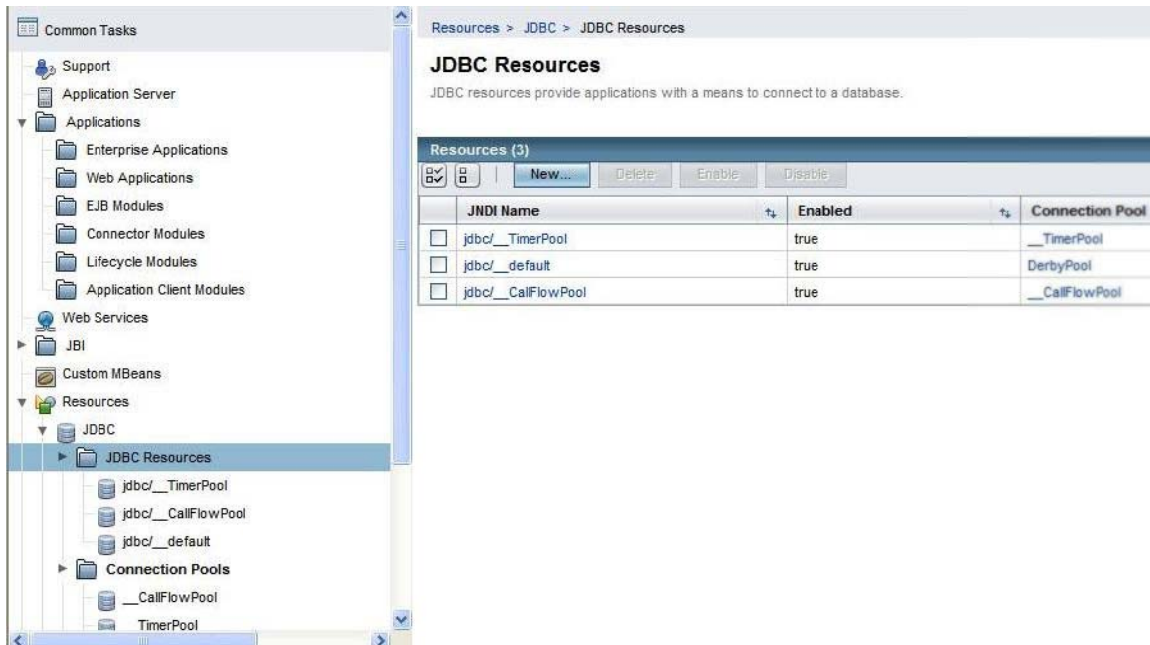 Common Tasks
Support
Application Server
Applications
Enterprise Applications
Web Applications
EJB Modules
Connector Modules
Lifecycle Modules
Application Client Modules
Web Services
JBI
Custom MBeans
Resources
JDBC
JDBC Resources
jdbc/__TimerPool
jdbc/__CallFlowPool
jdbc/__default
Connection Pools
__CallFlowPool
__TimerPool
Resources > JDBC > JDBC Resources
JDBC Resources
JDBC resources provide applications with a means to connect to a database.
Resources (3)
New... Delete Enable Disable
JNDI Name Enabled Connection Pool
jdbc/__TimerPool true __TimerPool
jdbc/__default true DerbyPool
jdbc/__CallFlowPool true __CallFlowPool